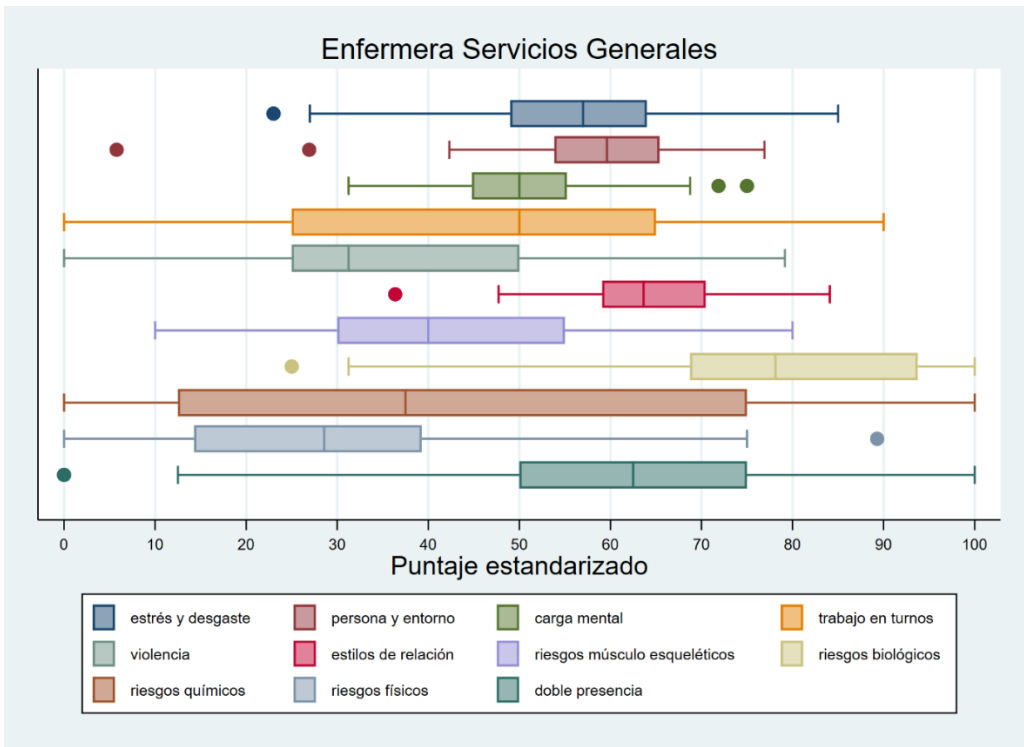 Enfermera Servicios Generales
0 10 20 30 40 50 60 70 80 90 100
Puntaje estandarizado
estrés y desgaste persona y entorno carga mental trabajo en turnos
violencia estilos de relación riesgos músculo esqueléticos riesgos biológicos
riesgos químicos riesgos físicos doble presencia